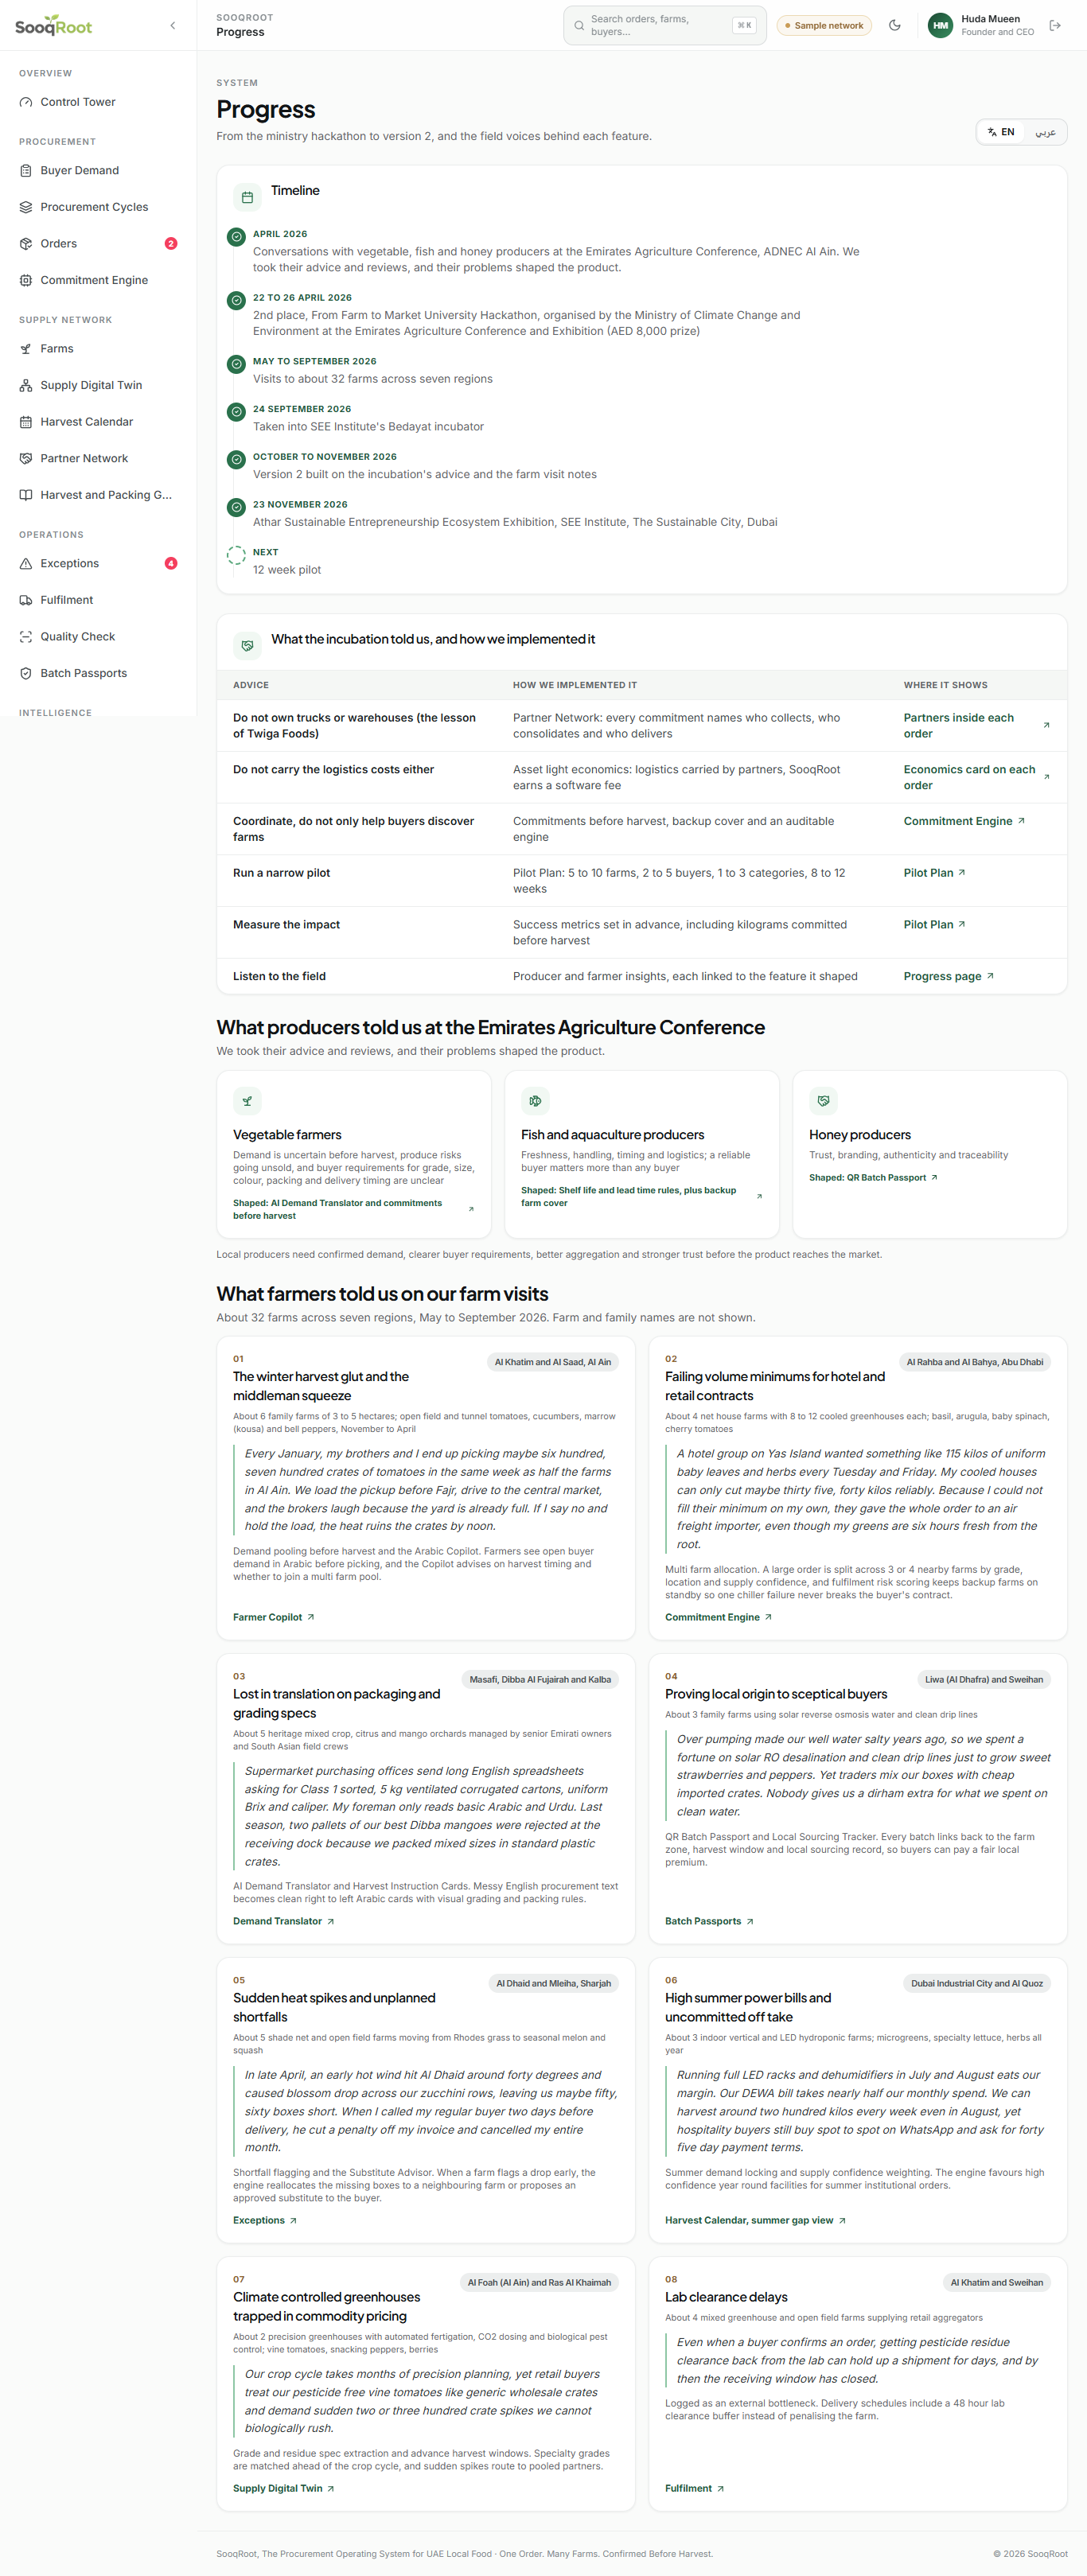 SooqRoot
SOOQROOT
Progress
Search orders, farms,
buyers...
⌘ K
Sample network
HM
Huda Mueen
Founder and CEO
OVERVIEW
Control Tower
PROCUREMENT
Buyer Demand
Procurement Cycles
Orders
2
Commitment Engine
SUPPLY NETWORK
Farms
Supply Digital Twin
Harvest Calendar
Partner Network
Harvest and Packing G...
OPERATIONS
Exceptions
4
Fulfilment
Quality Check
Batch Passports
INTELLIGENCE
SYSTEM
Progress
From the ministry hackathon to version 2, and the field voices behind each feature.
EN
عربي
Timeline
APRIL 2026
Conversations with vegetable, fish and honey producers at the Emirates Agriculture Conference, ADNEC Al Ain. We
took their advice and reviews, and their problems shaped the product.
22 TO 26 APRIL 2026
2nd place, From Farm to Market University Hackathon, organised by the Ministry of Climate Change and
Environment at the Emirates Agriculture Conference and Exhibition (AED 8,000 prize)
MAY TO SEPTEMBER 2026
Visits to about 32 farms across seven regions
24 SEPTEMBER 2026
Taken into SEE Institute's Bedayat incubator
OCTOBER TO NOVEMBER 2026
Version 2 built on the incubation's advice and the farm visit notes
23 NOVEMBER 2026
Athar Sustainable Entrepreneurship Ecosystem Exhibition, SEE Institute, The Sustainable City, Dubai
NEXT
12 week pilot
What the incubation told us, and how we implemented it
ADVICE
HOW WE IMPLEMENTED IT
WHERE IT SHOWS
Do not own trucks or warehouses (the lesson
of Twiga Foods)
Partner Network: every commitment names who collects, who
consolidates and who delivers
Partners inside each
order
Do not carry the logistics costs either
Asset light economics: logistics carried by partners, SooqRoot
earns a software fee
Economics card on each
order
Coordinate, do not only help buyers discover
farms
Commitments before harvest, backup cover and an auditable
engine
Commitment Engine
Run a narrow pilot
Pilot Plan: 5 to 10 farms, 2 to 5 buyers, 1 to 3 categories, 8 to 12
weeks
Pilot Plan
Measure the impact
Success metrics set in advance, including kilograms committed
before harvest
Pilot Plan
Listen to the field
Producer and farmer insights, each linked to the feature it shaped
Progress page
What producers told us at the Emirates Agriculture Conference
We took their advice and reviews, and their problems shaped the product.
Vegetable farmers
Demand is uncertain before harvest, produce risks
going unsold, and buyer requirements for grade, size,
colour, packing and delivery timing are unclear
Shaped: AI Demand Translator and commitments
before harvest
Fish and aquaculture producers
Freshness, handling, timing and logistics; a reliable
buyer matters more than any buyer
Shaped: Shelf life and lead time rules, plus backup
farm cover
Honey producers
Trust, branding, authenticity and traceability
Shaped: QR Batch Passport
Local producers need confirmed demand, clearer buyer requirements, better aggregation and stronger trust before the product reaches the market.
What farmers told us on our farm visits
About 32 farms across seven regions, May to September 2026. Farm and family names are not shown.
01
Al Khatim and Al Saad, Al Ain
The winter harvest glut and the
middleman squeeze
About 6 family farms of 3 to 5 hectares; open field and tunnel tomatoes, cucumbers, marrow
(kousa) and bell peppers, November to April
Every January, my brothers and I end up picking maybe six hundred,
seven hundred crates of tomatoes in the same week as half the farms
in Al Ain. We load the pickup before Fajr, drive to the central market,
and the brokers laugh because the yard is already full. If I say no and
hold the load, the heat ruins the crates by noon.
Demand pooling before harvest and the Arabic Copilot. Farmers see open buyer
demand in Arabic before picking, and the Copilot advises on harvest timing and
whether to join a multi farm pool.
Farmer Copilot
02
Al Rahba and Al Bahya, Abu Dhabi
Failing volume minimums for hotel and
retail contracts
About 4 net house farms with 8 to 12 cooled greenhouses each; basil, arugula, baby spinach,
cherry tomatoes
A hotel group on Yas Island wanted something like 115 kilos of uniform
baby leaves and herbs every Tuesday and Friday. My cooled houses
can only cut maybe thirty five, forty kilos reliably. Because I could not
fill their minimum on my own, they gave the whole order to an air
freight importer, even though my greens are six hours fresh from the
root.
Multi farm allocation. A large order is split across 3 or 4 nearby farms by grade,
location and supply confidence, and fulfilment risk scoring keeps backup farms on
standby so one chiller failure never breaks the buyer's contract.
Commitment Engine
03
Masafi, Dibba Al Fujairah and Kalba
Lost in translation on packaging and
grading specs
About 5 heritage mixed crop, citrus and mango orchards managed by senior Emirati owners
and South Asian field crews
Supermarket purchasing offices send long English spreadsheets
asking for Class 1 sorted, 5 kg ventilated corrugated cartons, uniform
Brix and caliper. My foreman only reads basic Arabic and Urdu. Last
season, two pallets of our best Dibba mangoes were rejected at the
receiving dock because we packed mixed sizes in standard plastic
crates.
AI Demand Translator and Harvest Instruction Cards. Messy English procurement text
becomes clean right to left Arabic cards with visual grading and packing rules.
Demand Translator
04
Liwa (Al Dhafra) and Sweihan
Proving local origin to sceptical buyers
About 3 family farms using solar reverse osmosis water and clean drip lines
Over pumping made our well water salty years ago, so we spent a
fortune on solar RO desalination and clean drip lines just to grow sweet
strawberries and peppers. Yet traders mix our boxes with cheap
imported crates. Nobody gives us a dirham extra for what we spent on
clean water.
QR Batch Passport and Local Sourcing Tracker. Every batch links back to the farm
zone, harvest window and local sourcing record, so buyers can pay a fair local
premium.
Batch Passports
05
Al Dhaid and Mleiha, Sharjah
Sudden heat spikes and unplanned
shortfalls
About 5 shade net and open field farms moving from Rhodes grass to seasonal melon and
squash
In late April, an early hot wind hit Al Dhaid around forty degrees and
caused blossom drop across our zucchini rows, leaving us maybe fifty,
sixty boxes short. When I called my regular buyer two days before
delivery, he cut a penalty off my invoice and cancelled my entire
month.
Shortfall flagging and the Substitute Advisor. When a farm flags a drop early, the
engine reallocates the missing boxes to a neighbouring farm or proposes an
approved substitute to the buyer.
Exceptions
06
Dubai Industrial City and Al Quoz
High summer power bills and
uncommitted off take
About 3 indoor vertical and LED hydroponic farms; microgreens, specialty lettuce, herbs all
year
Running full LED racks and dehumidifiers in July and August eats our
margin. Our DEWA bill takes nearly half our monthly spend. We can
harvest around two hundred kilos every week even in August, yet
hospitality buyers still buy spot to spot on WhatsApp and ask for forty
five day payment terms.
Summer demand locking and supply confidence weighting. The engine favours high
confidence year round facilities for summer institutional orders.
Harvest Calendar, summer gap view
07
Al Foah (Al Ain) and Ras Al Khaimah
Climate controlled greenhouses
trapped in commodity pricing
About 2 precision greenhouses with automated fertigation, CO2 dosing and biological pest
control; vine tomatoes, snacking peppers, berries
Our crop cycle takes months of precision planning, yet retail buyers
treat our pesticide free vine tomatoes like generic wholesale crates
and demand sudden two or three hundred crate spikes we cannot
biologically rush.
Grade and residue spec extraction and advance harvest windows. Specialty grades
are matched ahead of the crop cycle, and sudden spikes route to pooled partners.
Supply Digital Twin
08
Al Khatim and Sweihan
Lab clearance delays
About 4 mixed greenhouse and open field farms supplying retail aggregators
Even when a buyer confirms an order, getting pesticide residue
clearance back from the lab can hold up a shipment for days, and by
then the receiving window has closed.
Logged as an external bottleneck. Delivery schedules include a 48 hour lab
clearance buffer instead of penalising the farm.
Fulfilment
SooqRoot, The Procurement Operating System for UAE Local Food · One Order. Many Farms. Confirmed Before Harvest.
© 2026 SooqRoot